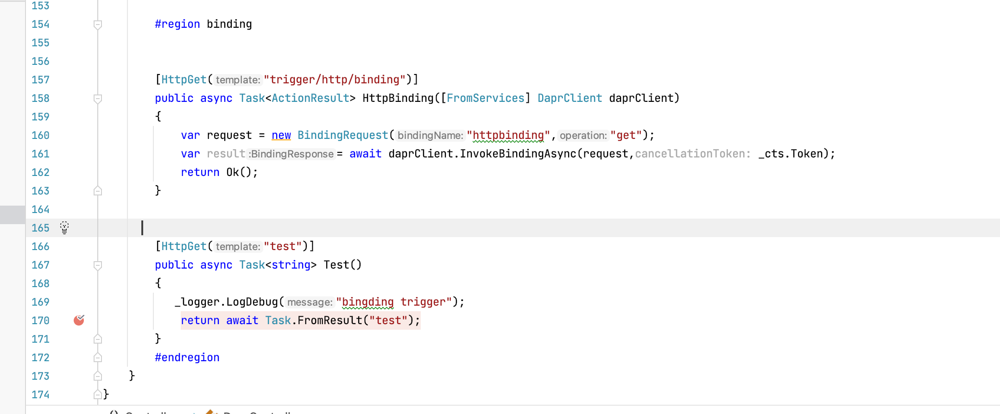 153
154 #region binding
155
156
157 [HttpGet( template: "trigger/http/binding")]
158 public async Task<ActionResult> HttpBinding([FromServices] DaprClient daprClient)
159 {
160 var request = new BindingRequest( bindingName: "httpbinding", operation: "get");
161 var result :BindingResponse = await daprClient.InvokeBindingAsync(request,cancellationToken: _cts.Token);
162 return Ok();
163 }
164
165
166 [HttpGet( template: "test")]
167 public async Task<string> Test()
168 {
169 _logger.LogDebug( message: "bingding trigger");
170 return await Task.FromResult("test");
171 }
172 #endregion
173 }
174 }